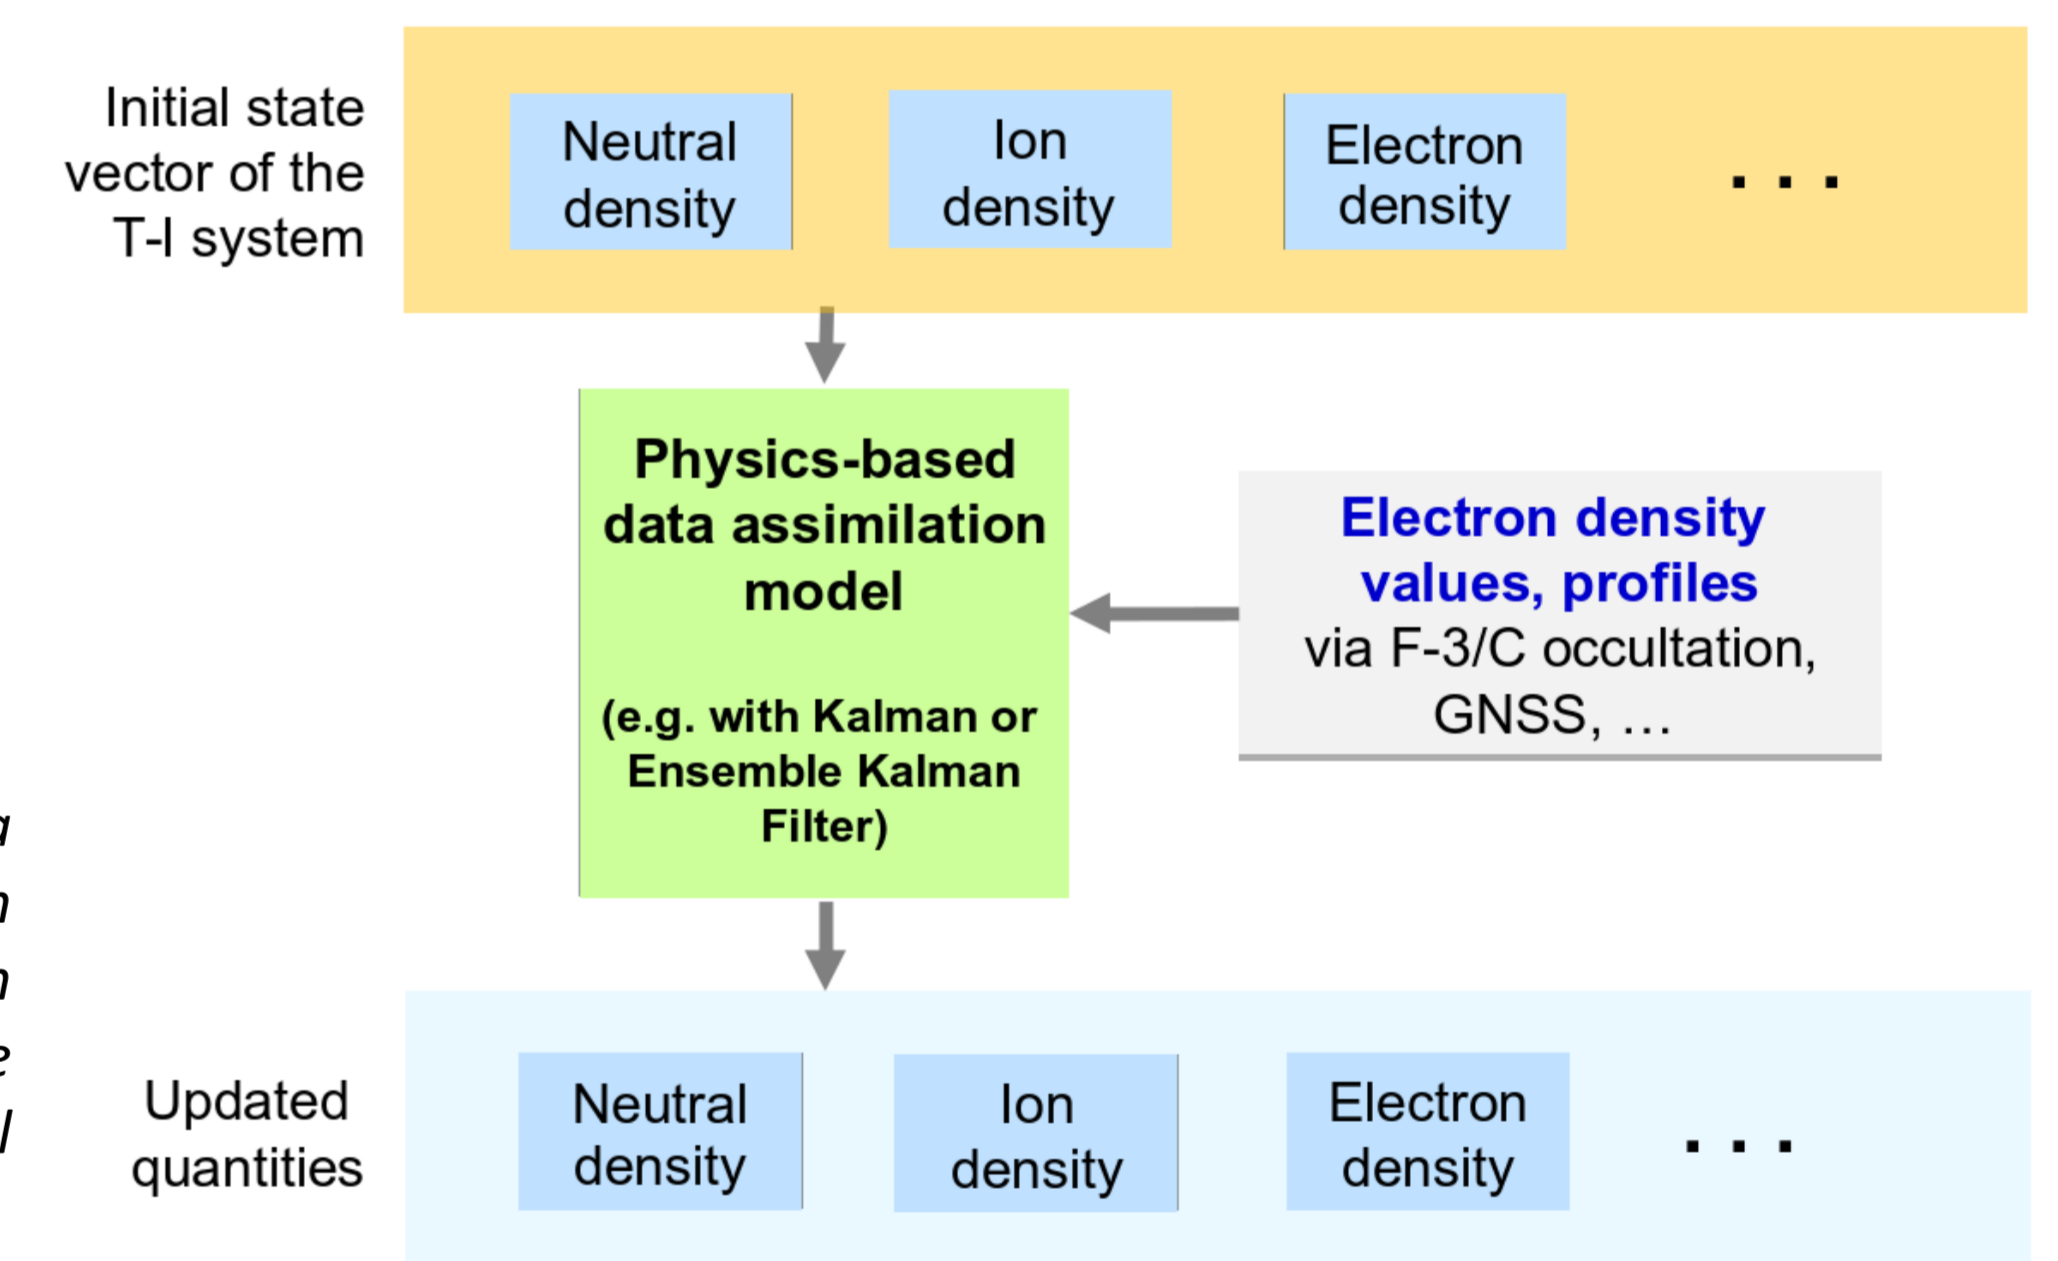 Initial state
vector of the
T-I system
Neutral
density
Ion
density
Electron
density
. . .
Physics-based
data assimilation
model
(e.g. with Kalman or
Ensemble Kalman
Filter)
Electron density
values, profiles
via F-3/C occultation,
GNSS, …
Updated
quantities
Neutral
density
Ion
density
Electron
density
. . .